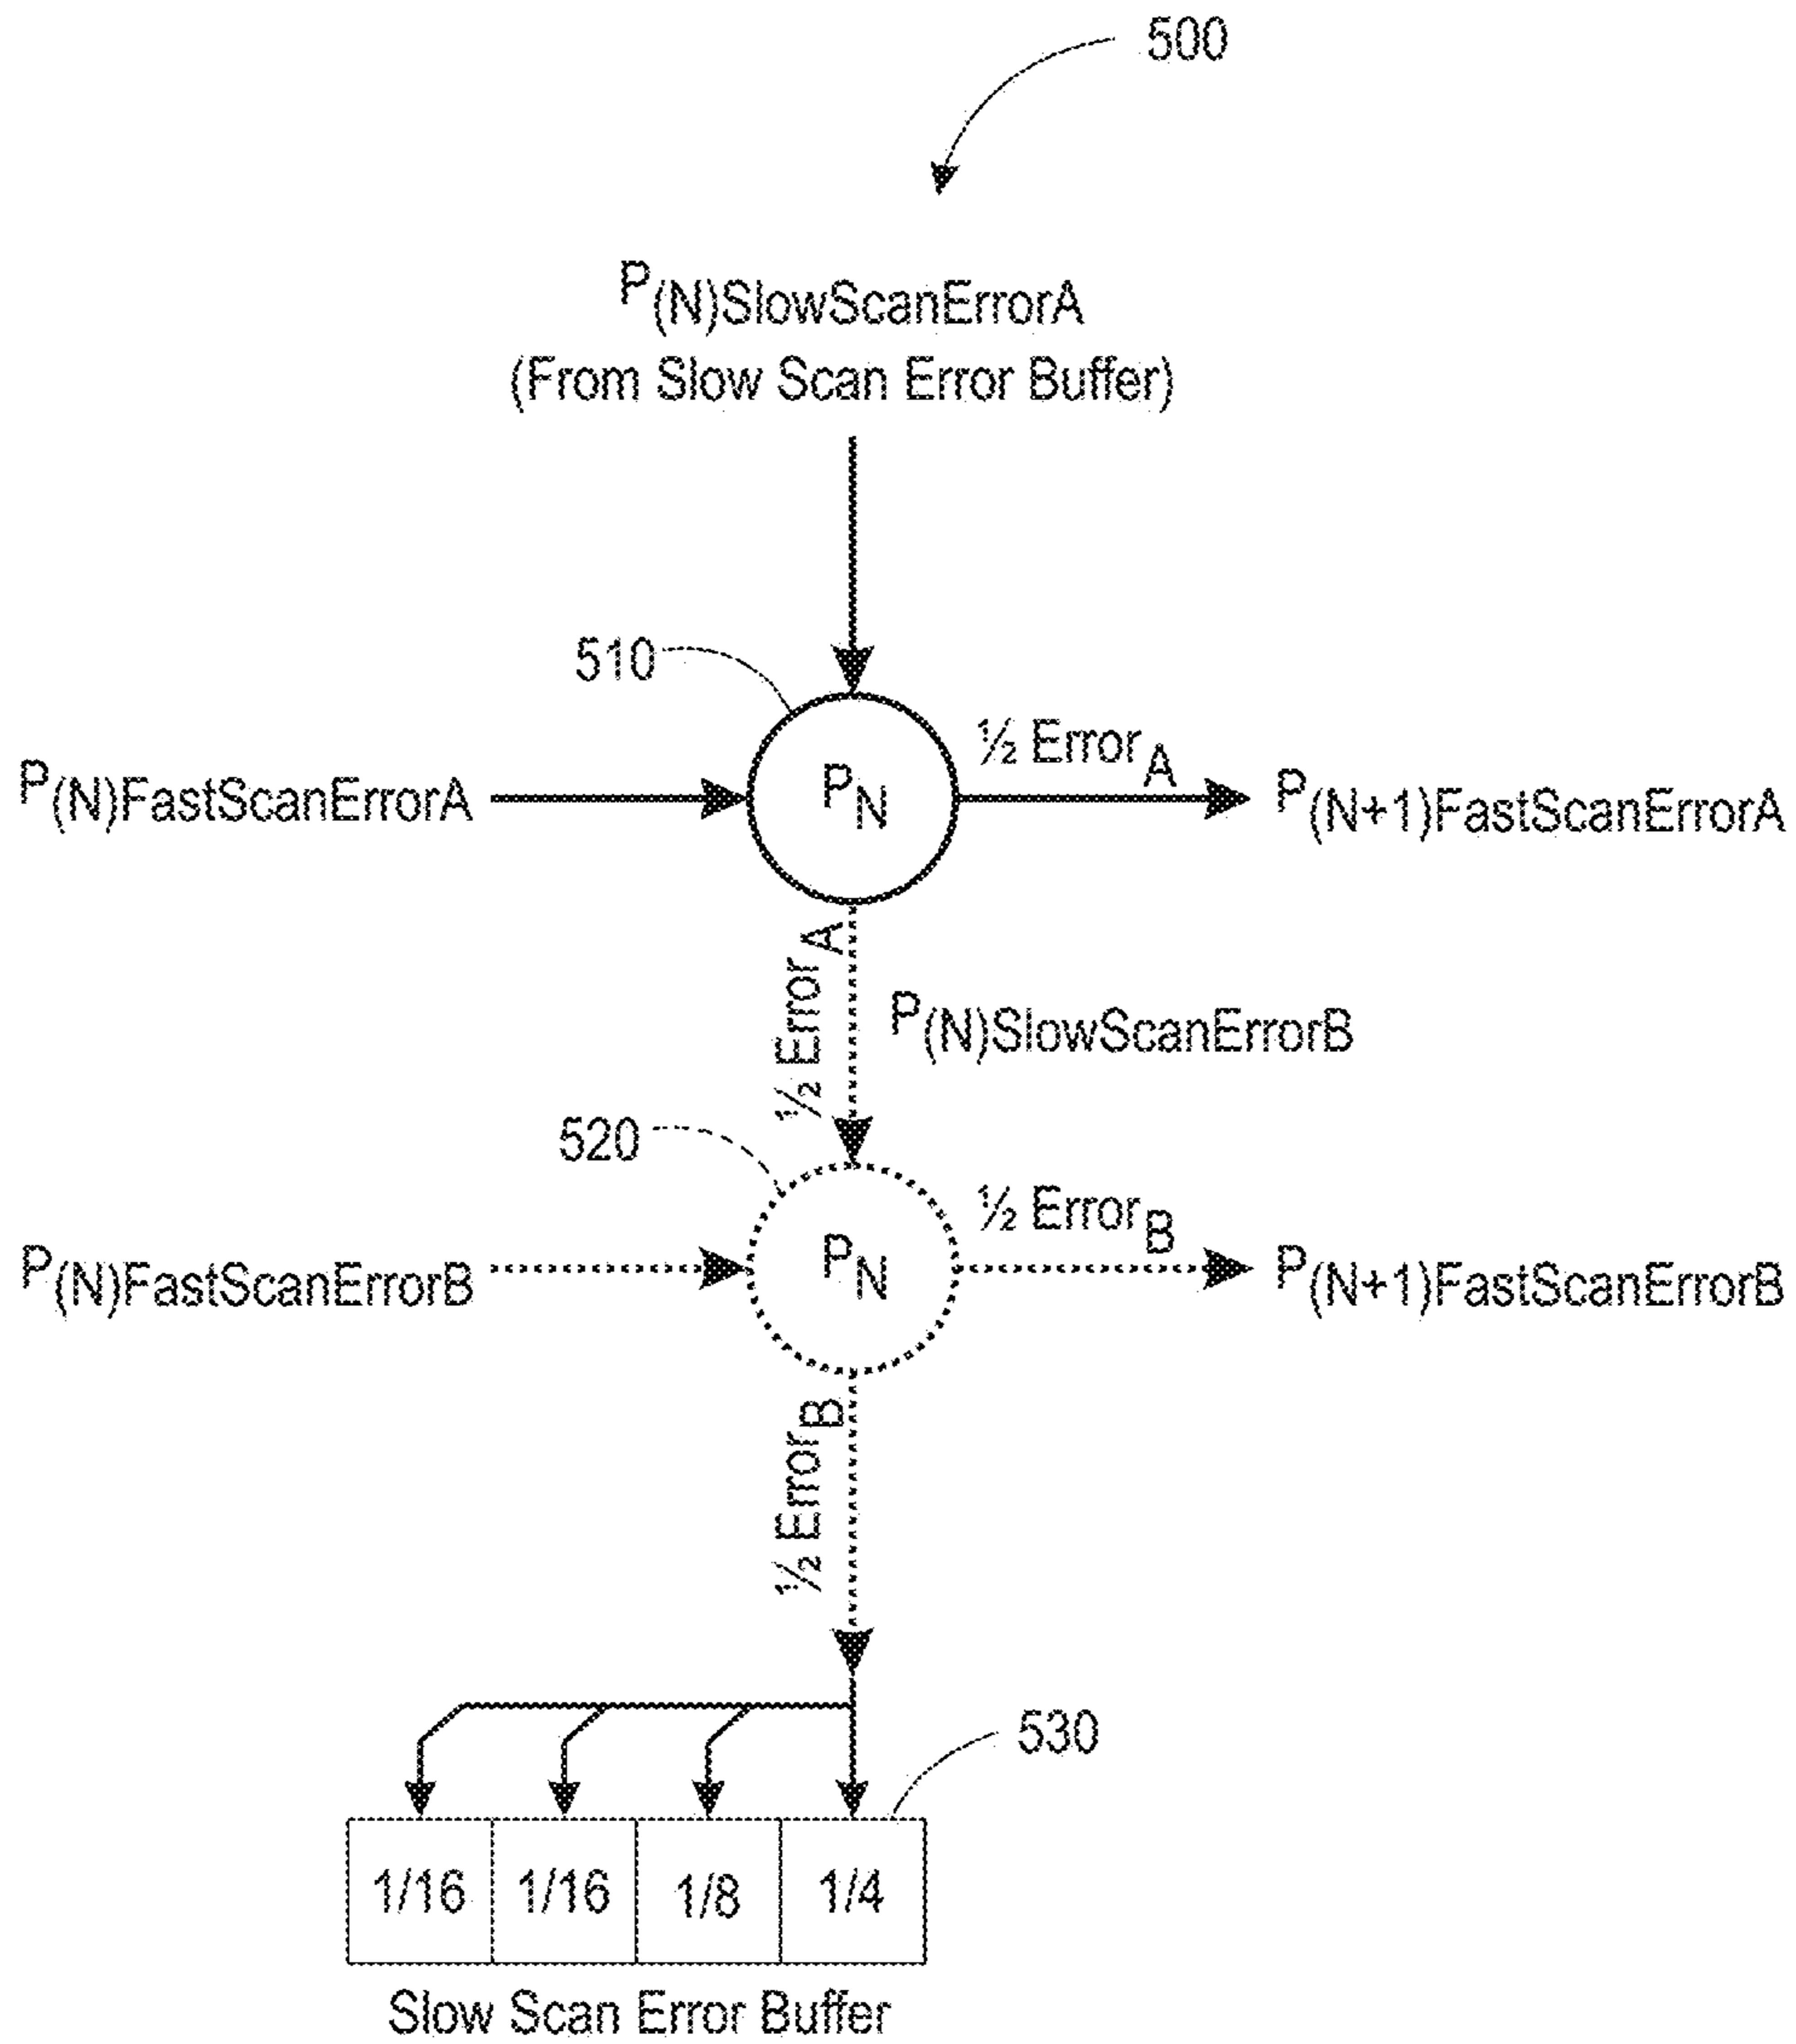 500
P(N)SlowScanErrorA
(From Slow Scan Error Buffer)
510
½ ErrorA
P(N)FastScanErrorA
PN
P(N+1)FastScanErrorA
½ ErrorA
P(N)SlowScanErrorB
520
½ ErrorB
P(N)FastScanErrorB
PN
P(N+1)FastScanErrorB
½ ErrorB
530
1/16 1/16 1/8 1/4
Slow Scan Error Buffer